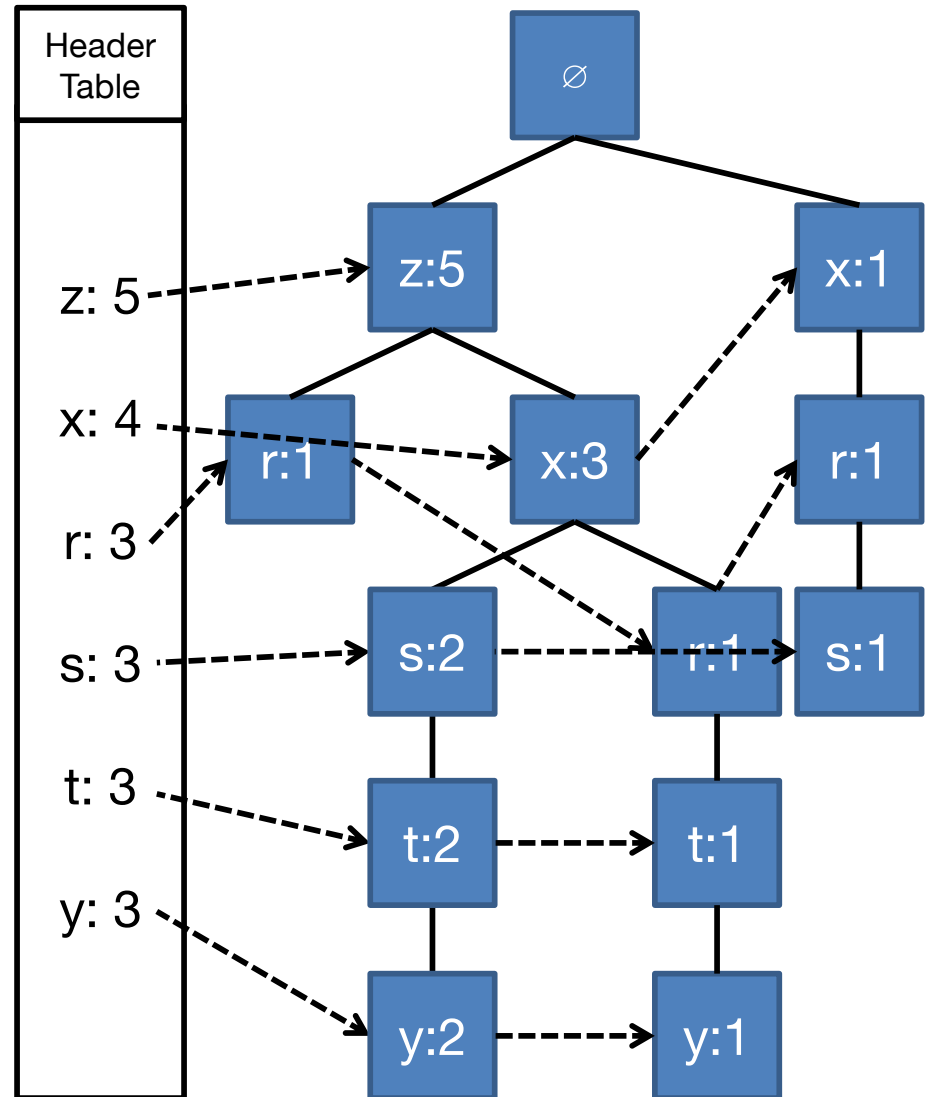 Header
Table
∅
z:5
x:1
z: 5
x: 4
r:1
x:3
r:1
r: 3
s: 3
s:2
r:1
s:1
t: 3
t:2
t:1
y: 3
y:2
y:1